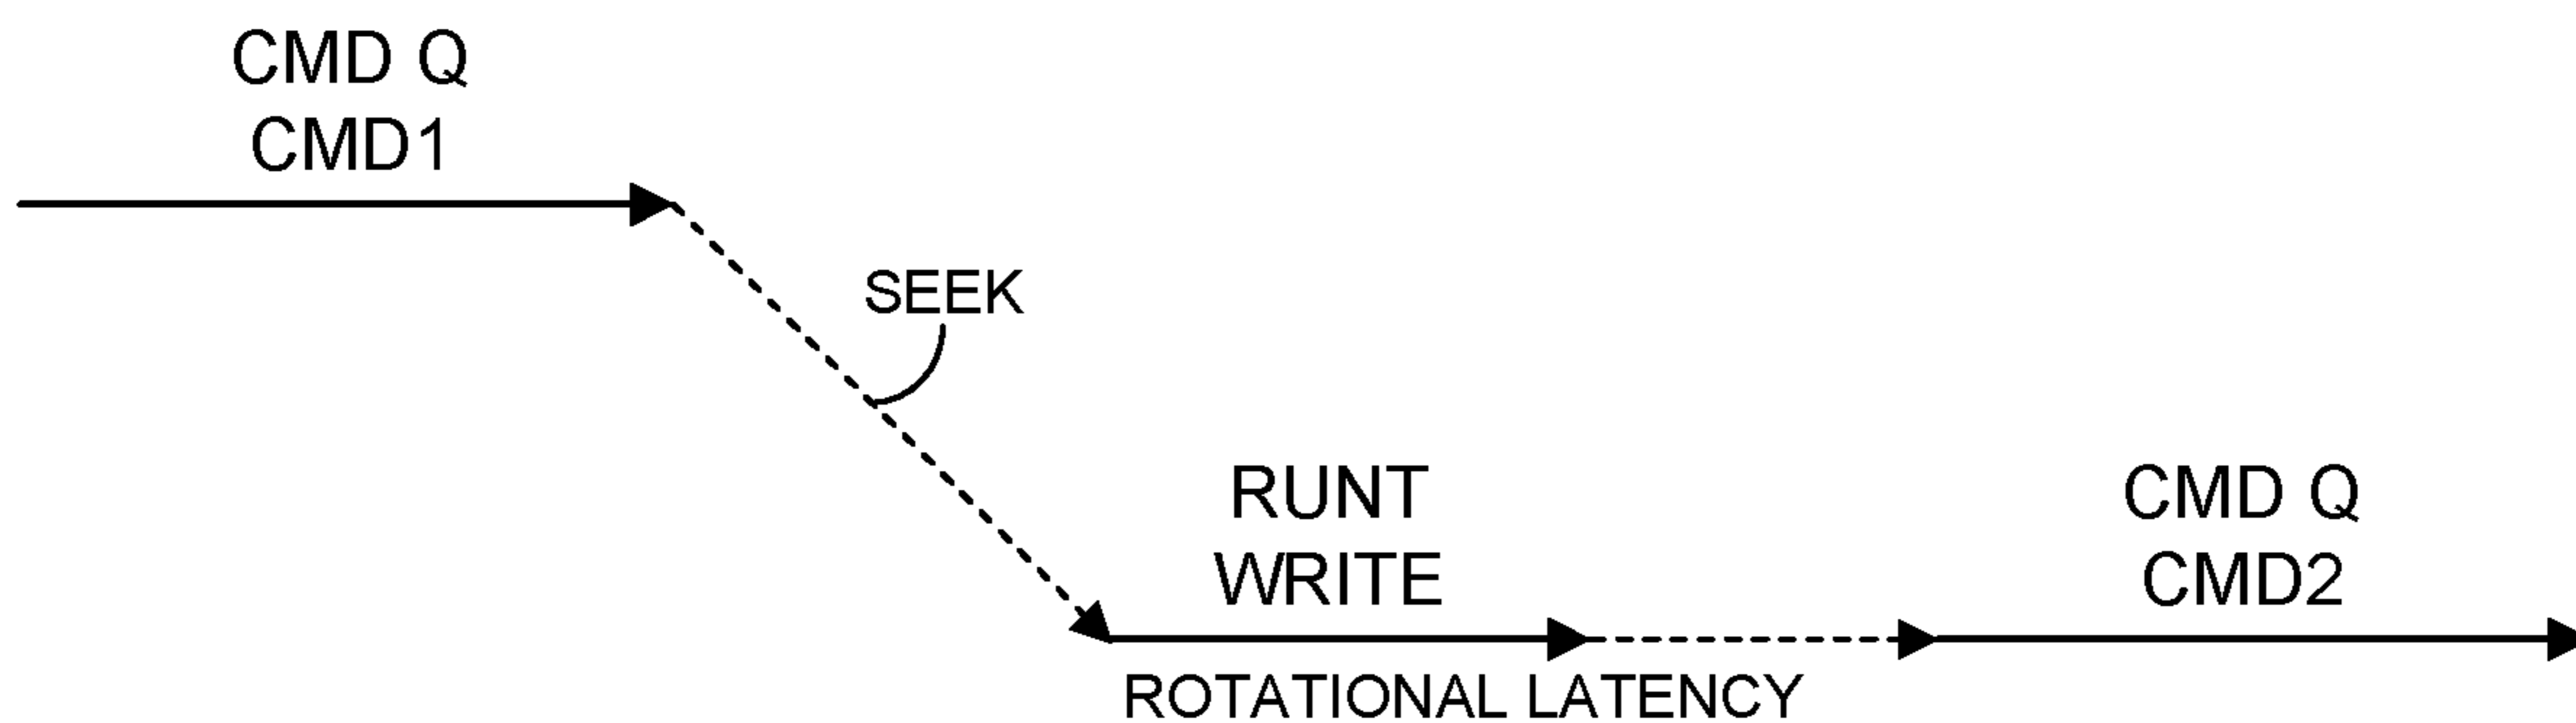 CMD Q
CMD1
SEEK
RUNT
WRITE
CMD Q
CMD2
ROTATIONAL LATENCY